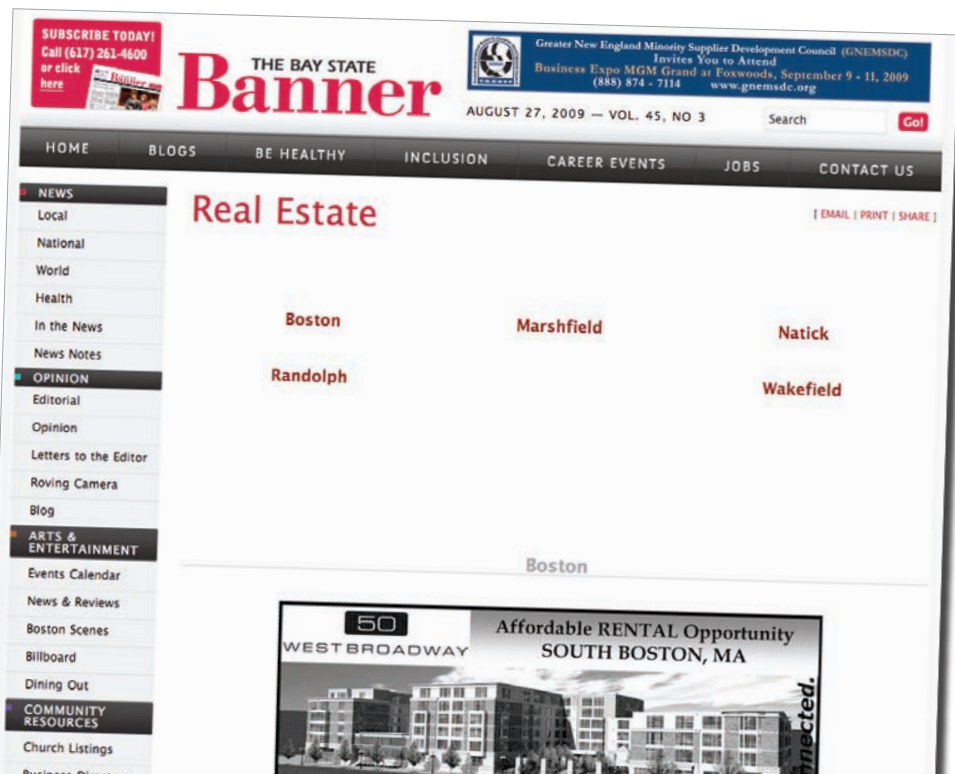 SUBSCRIBE TODAY!
Call (617) 261-4600
or click
here
Banner
THE BAY STATE
Banner
Greater New England Minority Supplier Development Council (GNEMSDC)
Invites You to Attend
Business Expo MGM Grand at Foxwoods, September 9 - 11, 2009
(888) 874 - 7114 www.gnemsdc.org
AUGUST 27, 2009 — VOL. 45, NO 3
Search
Go!
HOME BLOGS BE HEALTHY INCLUSION CAREER EVENTS JOBS CONTACT US
NEWS
Local
National
World
Health
In the News
News Notes
OPINION
Editorial
Opinion
Letters to the Editor
Roving Camera
Blog
ARTS &
ENTERTAINMENT
Events Calendar
News & Reviews
Boston Scenes
Billboard
Dining Out
COMMUNITY
RESOURCES
Church Listings
Real Estate
[ EMAIL | PRINT | SHARE ]
Boston Marshfield Natick
Randolph Wakefield
Boston
50
WESTBROADWAY
Affordable RENTAL Opportunity
SOUTH BOSTON, MA